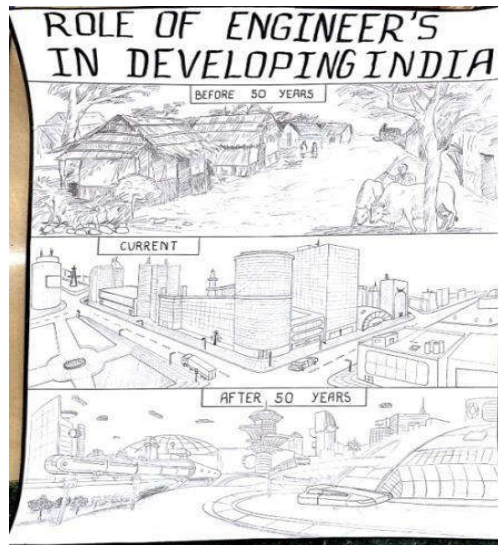 ROLE OF ENGINEER'S
IN DEVELOPING INDIA
BEFORE 50 YEARS
CURRENT
AFTER 50 YEARS